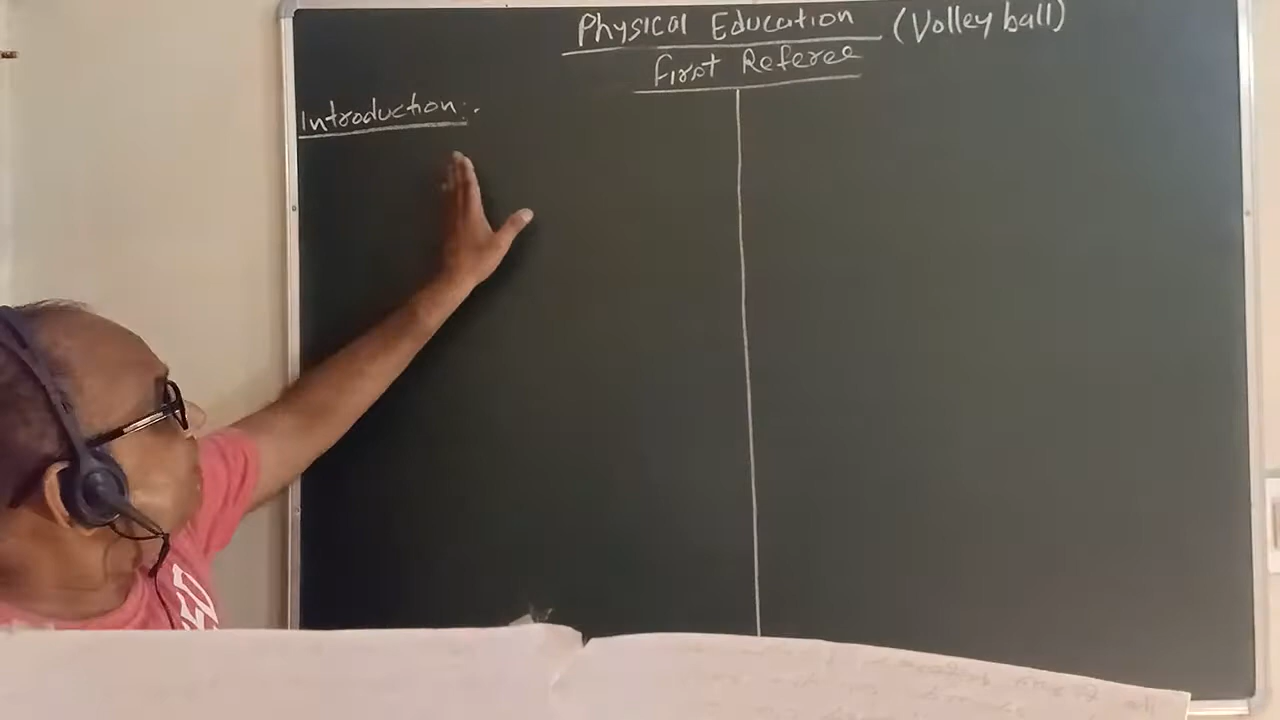 Physical Education (Volley ball)
First Referee
Introduction:-